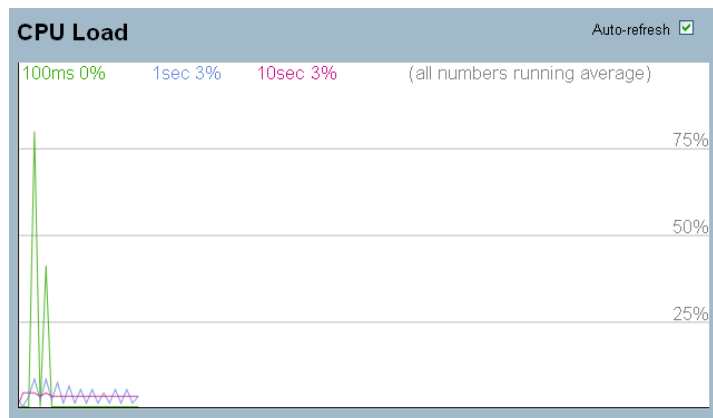 CPU Load
Auto-refresh
100ms 0% 1sec 3% 10sec 3% (all numbers running average)
75%
50%
25%